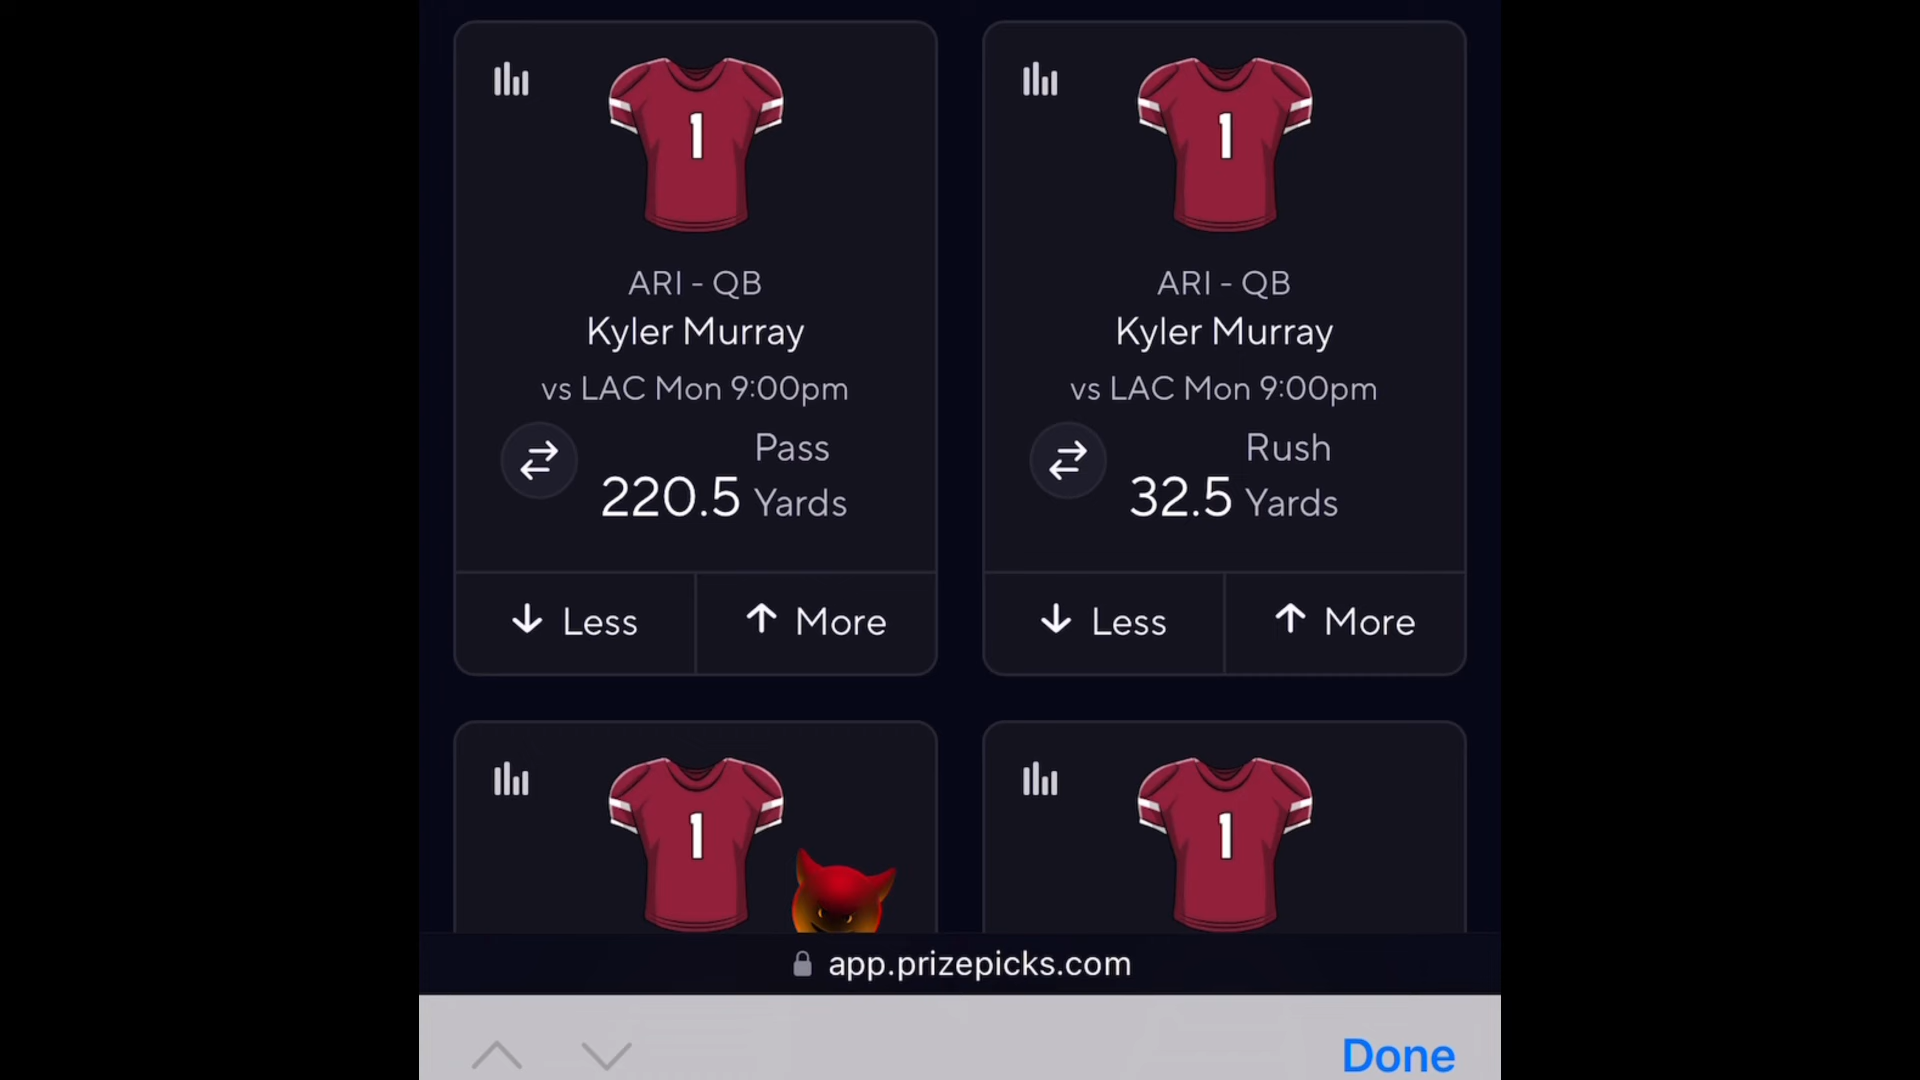 1
ARI - QB
Kyler Murray
vs LAC Mon 9:00pm
220.5 Pass Yards
↓ Less ↑ More
1
ARI - QB
Kyler Murray
vs LAC Mon 9:00pm
32.5 Rush Yards
↓ Less ↑ More
1
1
app.prizepicks.com
Done